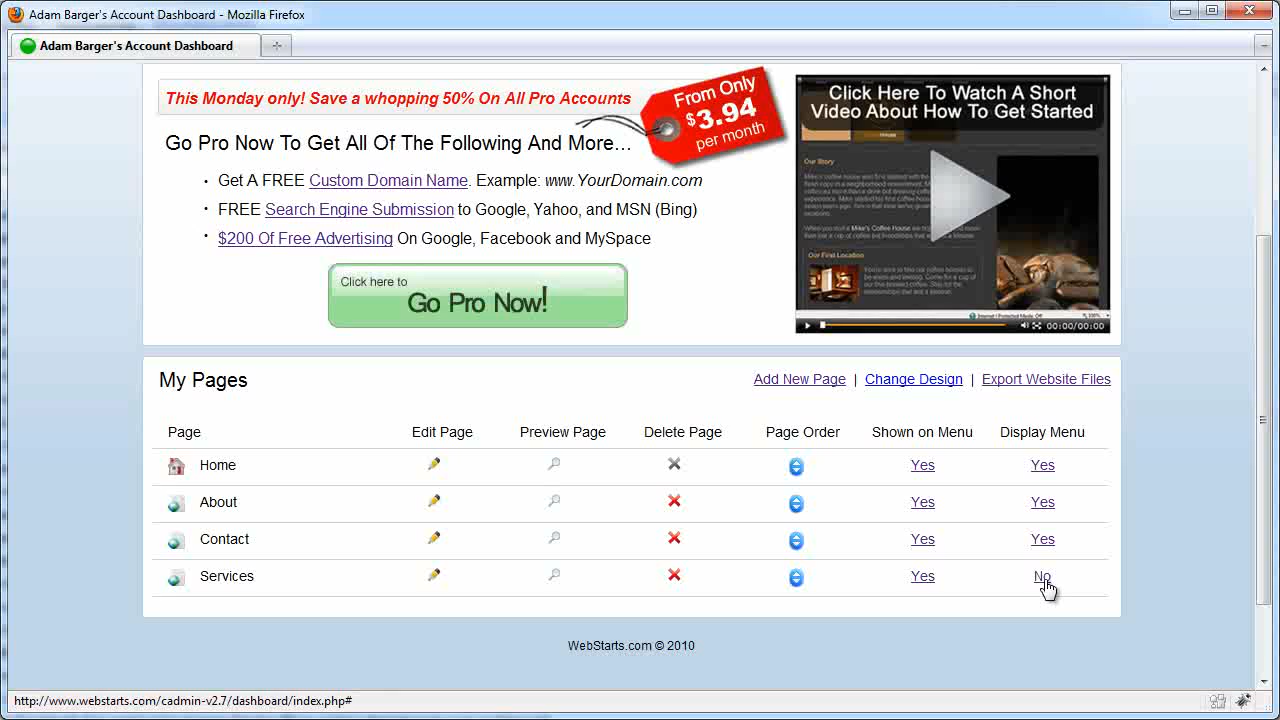 Adam Barger's Account Dashboard - Mozilla Firefox
Adam Barger's Account Dashboard
This Monday only! Save a whopping 50% On All Pro Accounts
From Only
$3.94
per month
Go Pro Now To Get All Of The Following And More...
• Get A FREE Custom Domain Name. Example: www.YourDomain.com
• FREE Search Engine Submission to Google, Yahoo, and MSN (Bing)
• $200 Of Free Advertising On Google, Facebook and MySpace
Click here to
Go Pro Now!
Click Here To Watch A Short
Video About How To Get Started
Our Story
Our First Location
00:00/00:00
My Pages
Add New Page | Change Design | Export Website Files
Page Edit Page Preview Page Delete Page Page Order Shown on Menu Display Menu
Home Yes Yes
About Yes Yes
Contact Yes Yes
Services Yes No
WebStarts.com © 2010
http://www.webstarts.com/cadmin-v2.7/dashboard/index.php#